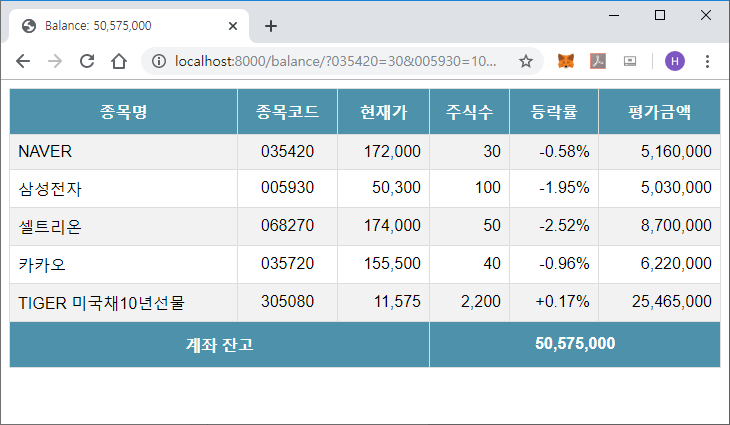 Balance: 50,575,000
localhost:8000/balance/?035420=30&005930=10...
H
종목명 종목코드 현재가 주식수 등락률 평가금액
NAVER 035420 172,000 30 -0.58% 5,160,000
삼성전자 005930 50,300 100 -1.95% 5,030,000
셀트리온 068270 174,000 50 -2.52% 8,700,000
카카오 035720 155,500 40 -0.96% 6,220,000
TIGER 미국채10년선물 305080 11,575 2,200 +0.17% 25,465,000
계좌 잔고 50,575,000